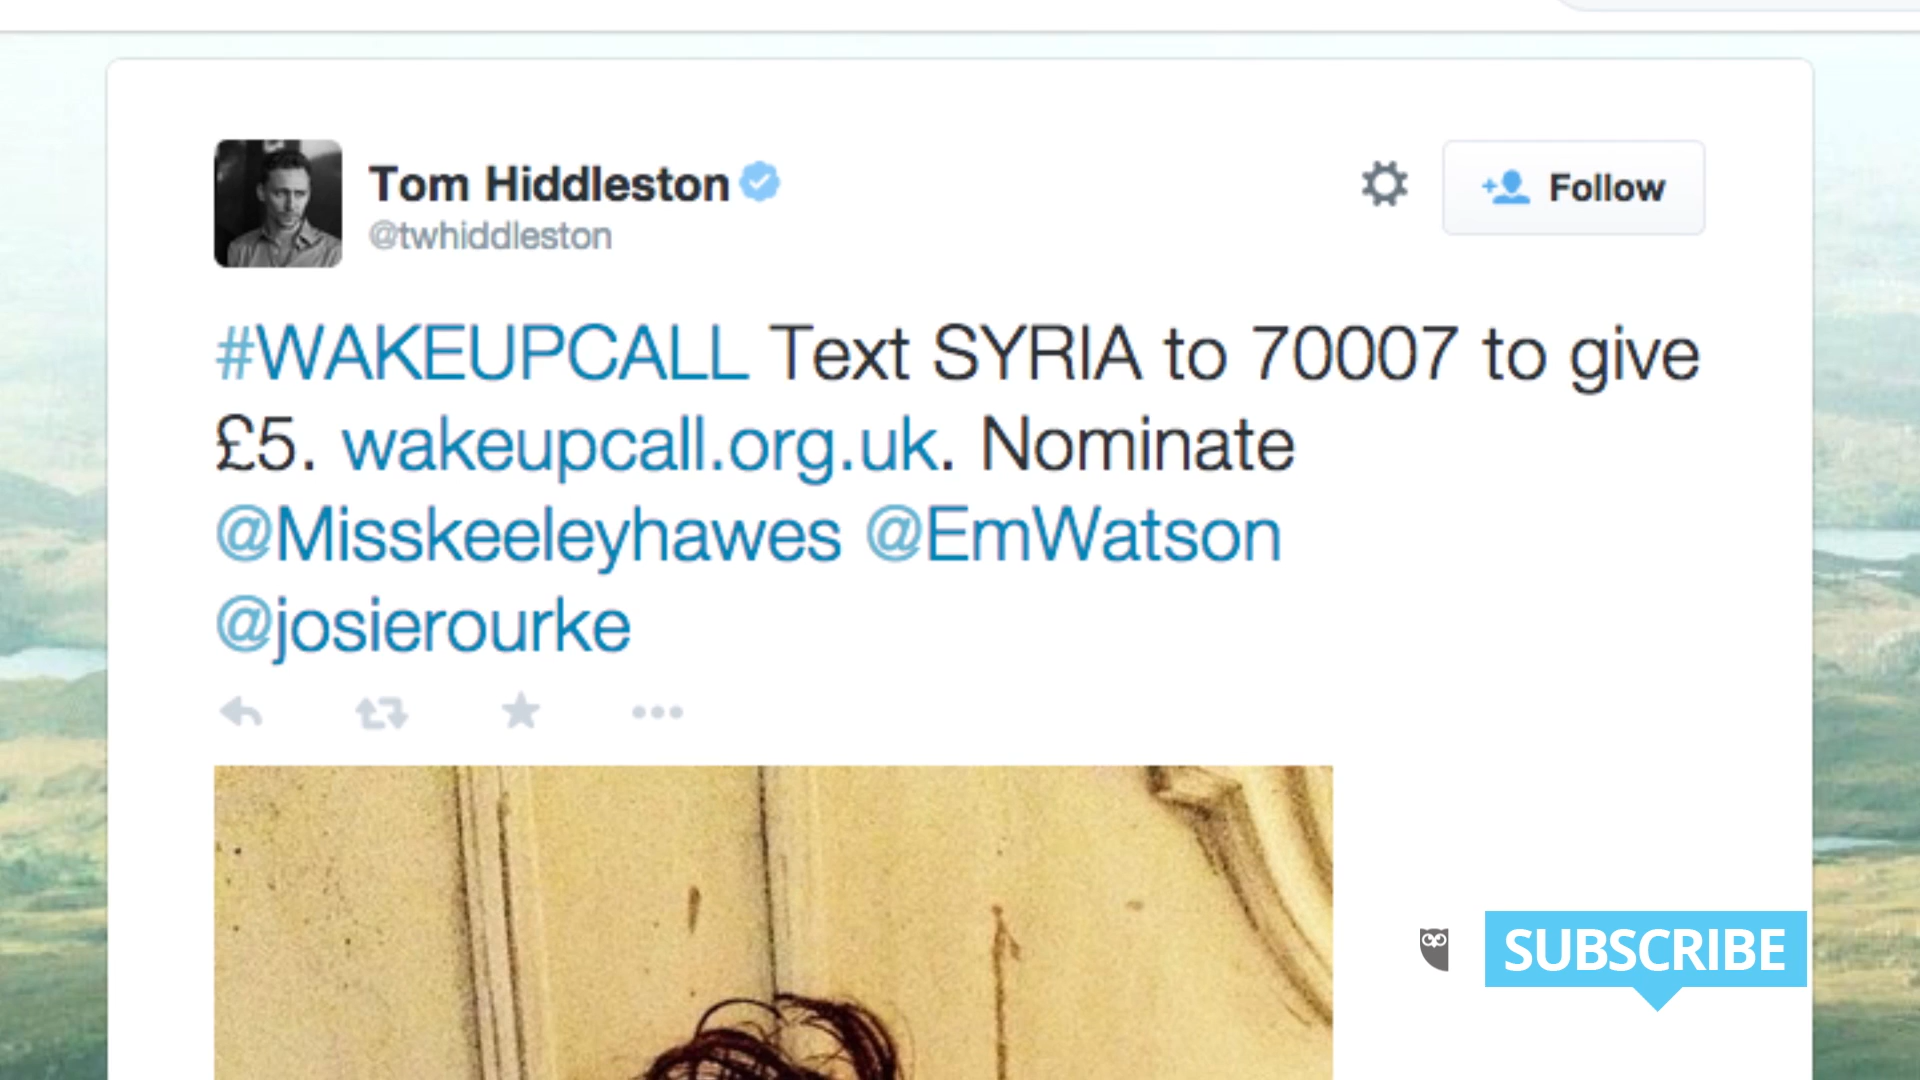 Tom Hiddleston
@twhiddleston
Follow
#WAKEUPCALL Text SYRIA to 70007 to give
£5. wakeupcall.org.uk. Nominate
@Misskeeleyhawes @EmWatson
@josierourke
SUBSCRIBE